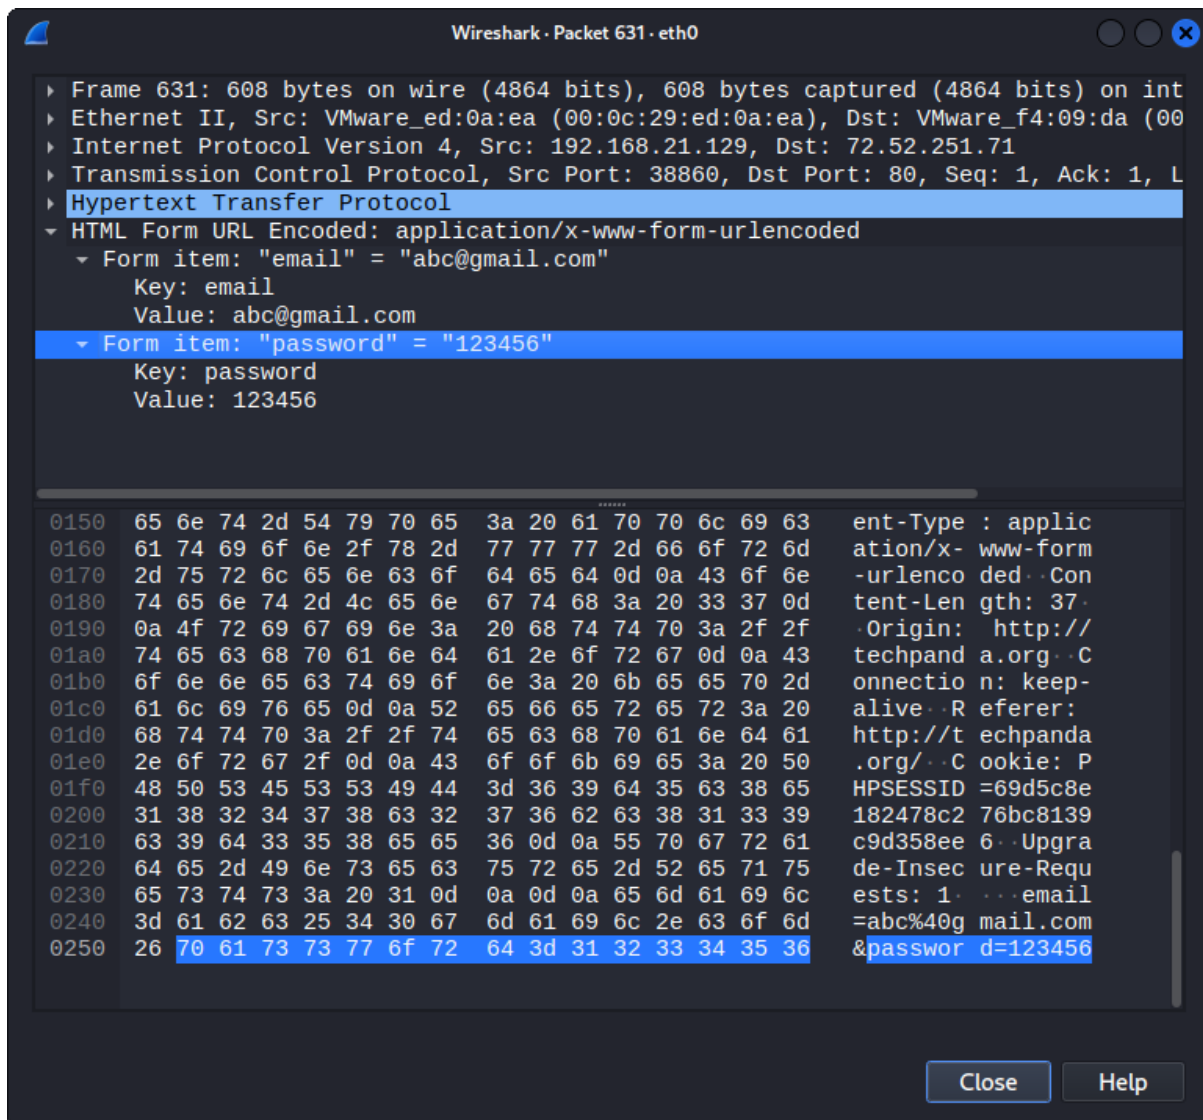 Wireshark · Packet 631 · eth0
Frame 631: 608 bytes on wire (4864 bits), 608 bytes captured (4864 bits) on int
Ethernet II, Src: VMware_ed:0a:ea (00:0c:29:ed:0a:ea), Dst: VMware_f4:09:da (00
Internet Protocol Version 4, Src: 192.168.21.129, Dst: 72.52.251.71
Transmission Control Protocol, Src Port: 38860, Dst Port: 80, Seq: 1, Ack: 1, L
Hypertext Transfer Protocol
HTML Form URL Encoded: application/x-www-form-urlencoded
Form item: "email" = "abc@gmail.com"
Key: email
Value: abc@gmail.com
Form item: "password" = "123456"
Key: password
Value: 123456
0150 65 6e 74 2d 54 79 70 65 3a 20 61 70 70 6c 69 63 ent-Type : applic
0160 61 74 69 6f 6e 2f 78 2d 77 77 77 2d 66 6f 72 6d ation/x- www-form
0170 2d 75 72 6c 65 6e 63 6f 64 65 64 0d 0a 43 6f 6e -urlenco ded··Con
0180 74 65 6e 74 2d 4c 65 6e 67 74 68 3a 20 33 37 0d tent-Len gth: 37·
0190 0a 4f 72 69 67 69 6e 3a 20 68 74 74 70 3a 2f 2f ·Origin: http://
01a0 74 65 63 68 70 61 6e 64 61 2e 6f 72 67 0d 0a 43 techpand a.org··C
01b0 6f 6e 6e 65 63 74 69 6f 6e 3a 20 6b 65 65 70 2d onnectio n: keep-
01c0 61 6c 69 76 65 0d 0a 52 65 66 65 72 65 72 3a 20 alive··R eferer:
01d0 68 74 74 70 3a 2f 2f 74 65 63 68 70 61 6e 64 61 http://t echpanda
01e0 2e 6f 72 67 2f 0d 0a 43 6f 6f 6b 69 65 3a 20 50 .org/··C ookie: P
01f0 48 50 53 45 53 53 49 44 3d 36 39 64 35 63 38 65 HPSESSID =69d5c8e
0200 31 38 32 34 37 38 63 32 37 36 62 63 38 31 33 39 182478c2 76bc8139
0210 63 39 64 33 35 38 65 65 36 0d 0a 55 70 67 72 61 c9d358ee 6··Upgra
0220 64 65 2d 49 6e 73 65 63 75 72 65 2d 52 65 71 75 de-Insec ure-Requ
0230 65 73 74 73 3a 20 31 0d 0a 0d 0a 65 6d 61 69 6c ests: 1· ···email
0240 3d 61 62 63 25 34 30 67 6d 61 69 6c 2e 63 6f 6d =abc%40g mail.com
0250 26 70 61 73 73 77 6f 72 64 3d 31 32 33 34 35 36 &passwor d=123456
Close Help